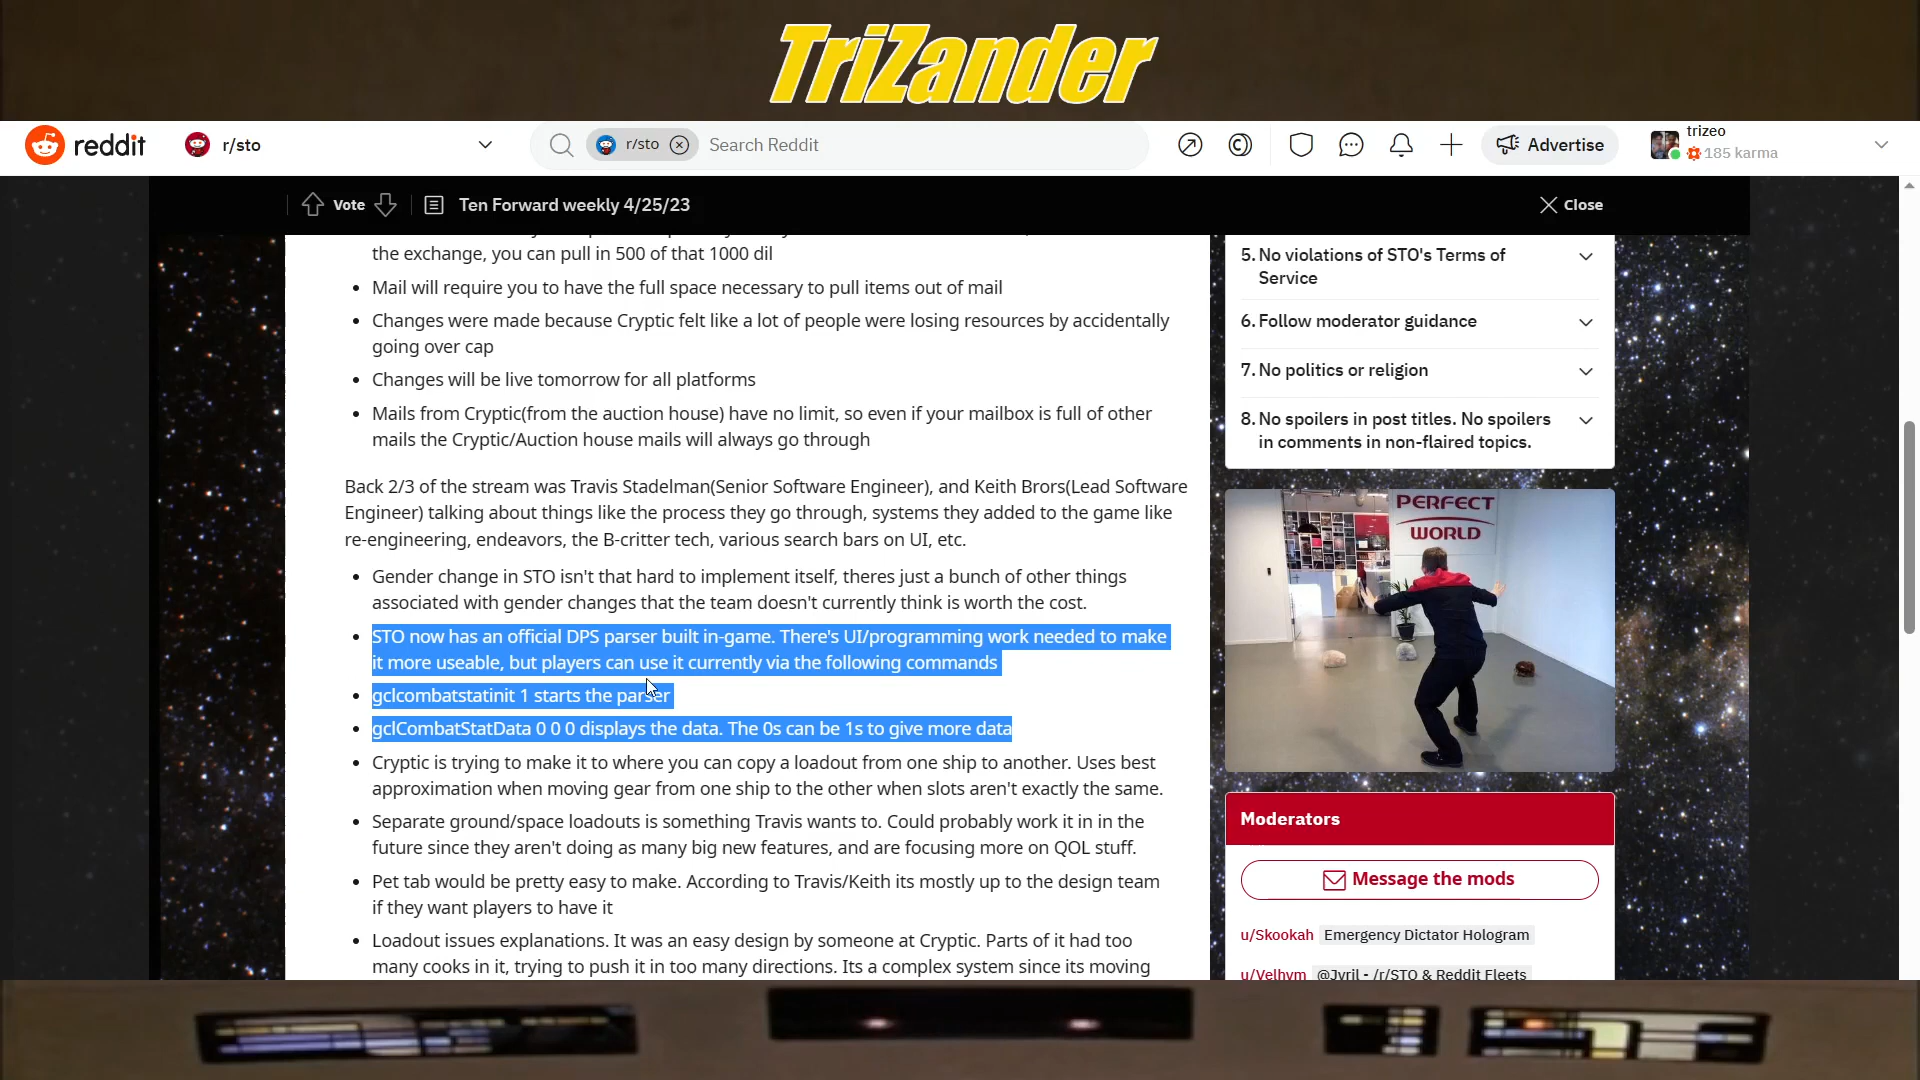 TriZander
reddit
r/sto
r/sto
Search Reddit
Advertise
trizeo
185 karma
Vote
Ten Forward weekly 4/25/23
Close
the exchange, you can pull in 500 of that 1000 dil
Mail will require you to have the full space necessary to pull items out of mail
Changes were made because Cryptic felt like a lot of people were losing resources by accidentally
going over cap
Changes will be live tomorrow for all platforms
Mails from Cryptic(from the auction house) have no limit, so even if your mailbox is full of other
mails the Cryptic/Auction house mails will always go through
Back 2/3 of the stream was Travis Stadelman(Senior Software Engineer), and Keith Brors(Lead Software
Engineer) talking about things like the process they go through, systems they added to the game like
re-engineering, endeavors, the B-critter tech, various search bars on UI, etc.
Gender change in STO isn't that hard to implement itself, theres just a bunch of other things
associated with gender changes that the team doesn't currently think is worth the cost.
STO now has an official DPS parser built in-game. There's UI/programming work needed to make
it more useable, but players can use it currently via the following commands
gclcombatstatinit 1 starts the parser
gclCombatStatData 0 0 0 displays the data. The 0s can be 1s to give more data
Cryptic is trying to make it to where you can copy a loadout from one ship to another. Uses best
approximation when moving gear from one ship to the other when slots aren't exactly the same.
Separate ground/space loadouts is something Travis wants to. Could probably work it in in the
future since they aren't doing as many big new features, and are focusing more on QOL stuff.
Pet tab would be pretty easy to make. According to Travis/Keith its mostly up to the design team
if they want players to have it
Loadout issues explanations. It was an easy design by someone at Cryptic. Parts of it had too
many cooks in it, trying to push it in too many directions. Its a complex system since its moving
5. No violations of STO's Terms of
Service
6. Follow moderator guidance
7. No politics or religion
8. No spoilers in post titles. No spoilers
in comments in non-flaired topics.
PERFECT
WORLD
Moderators
Message the mods
u/Skookah Emergency Dictator Hologram
u/Velhym @Jyril - /r/STO & Reddit Fleets